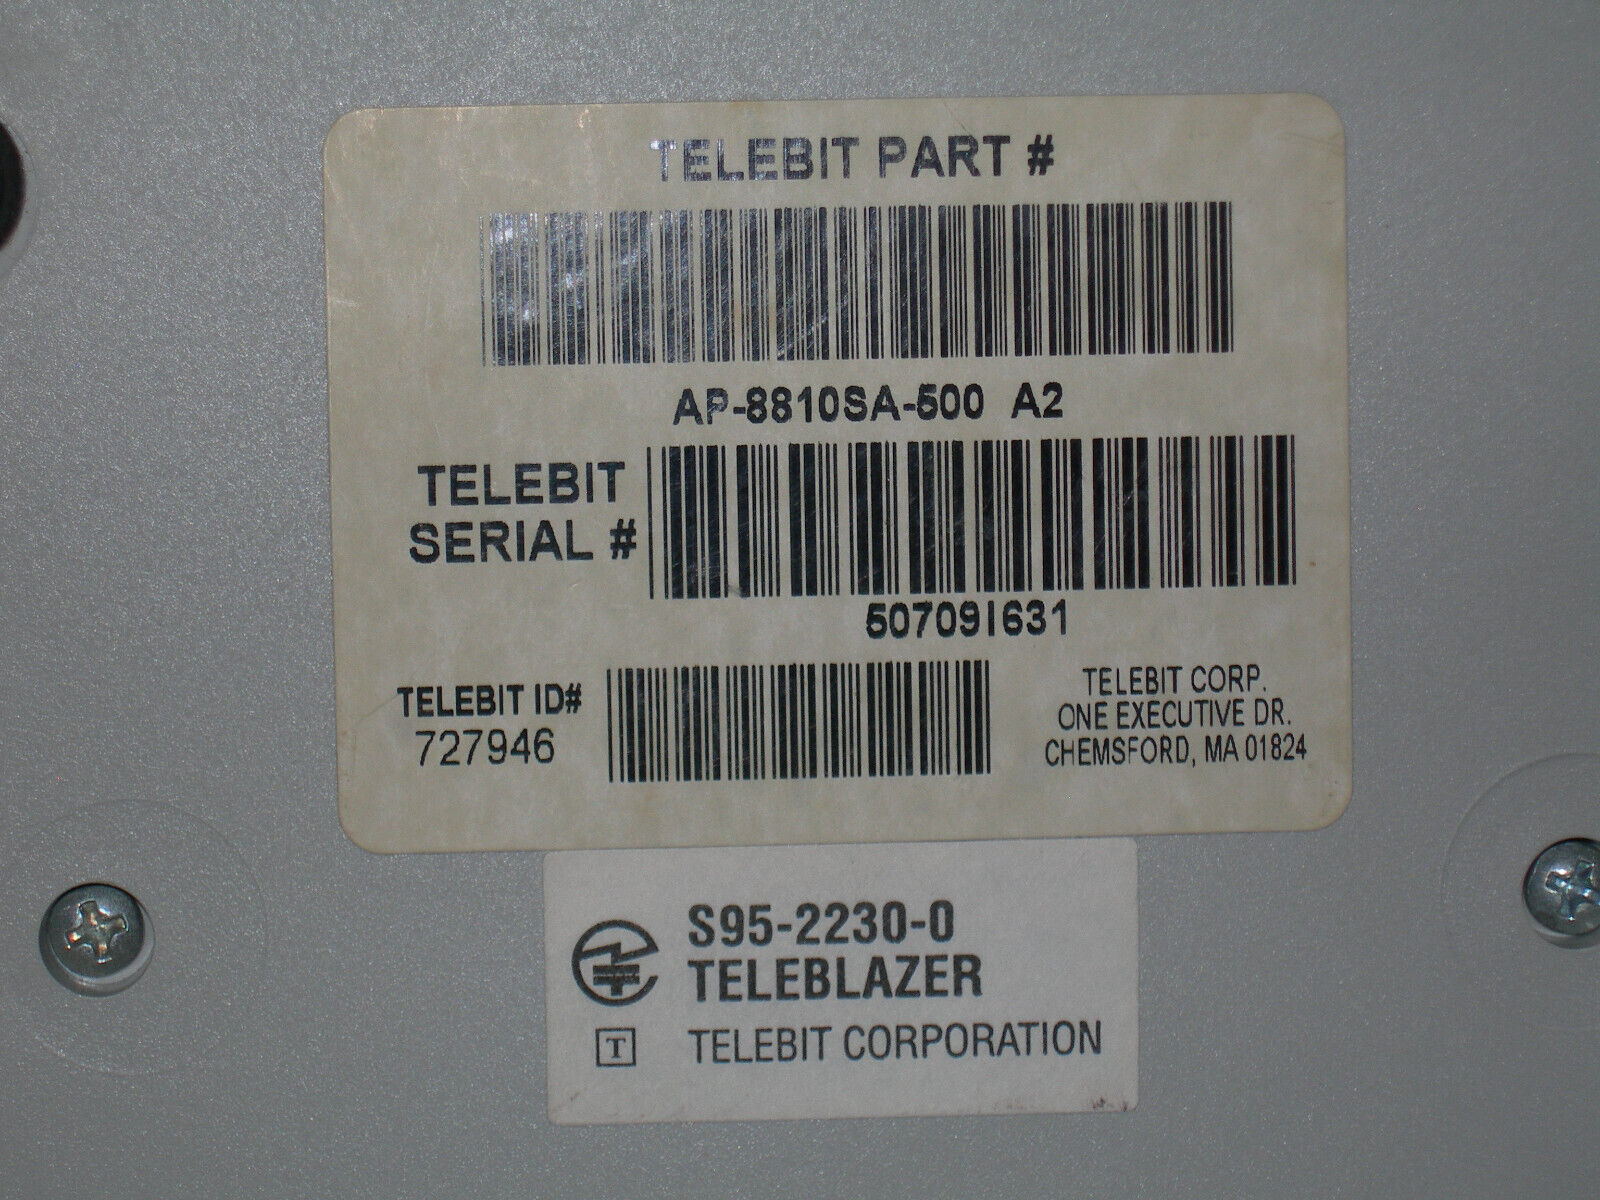 TELEBIT PART #
AP-8810SA-500 A2
TELEBIT
SERIAL #
50709I631
TELEBIT ID#
727946
TELEBIT CORP.
ONE EXECUTIVE DR.
CHEMSFORD, MA 01824
S95-2230-0
TELEBLAZER
T TELEBIT CORPORATION